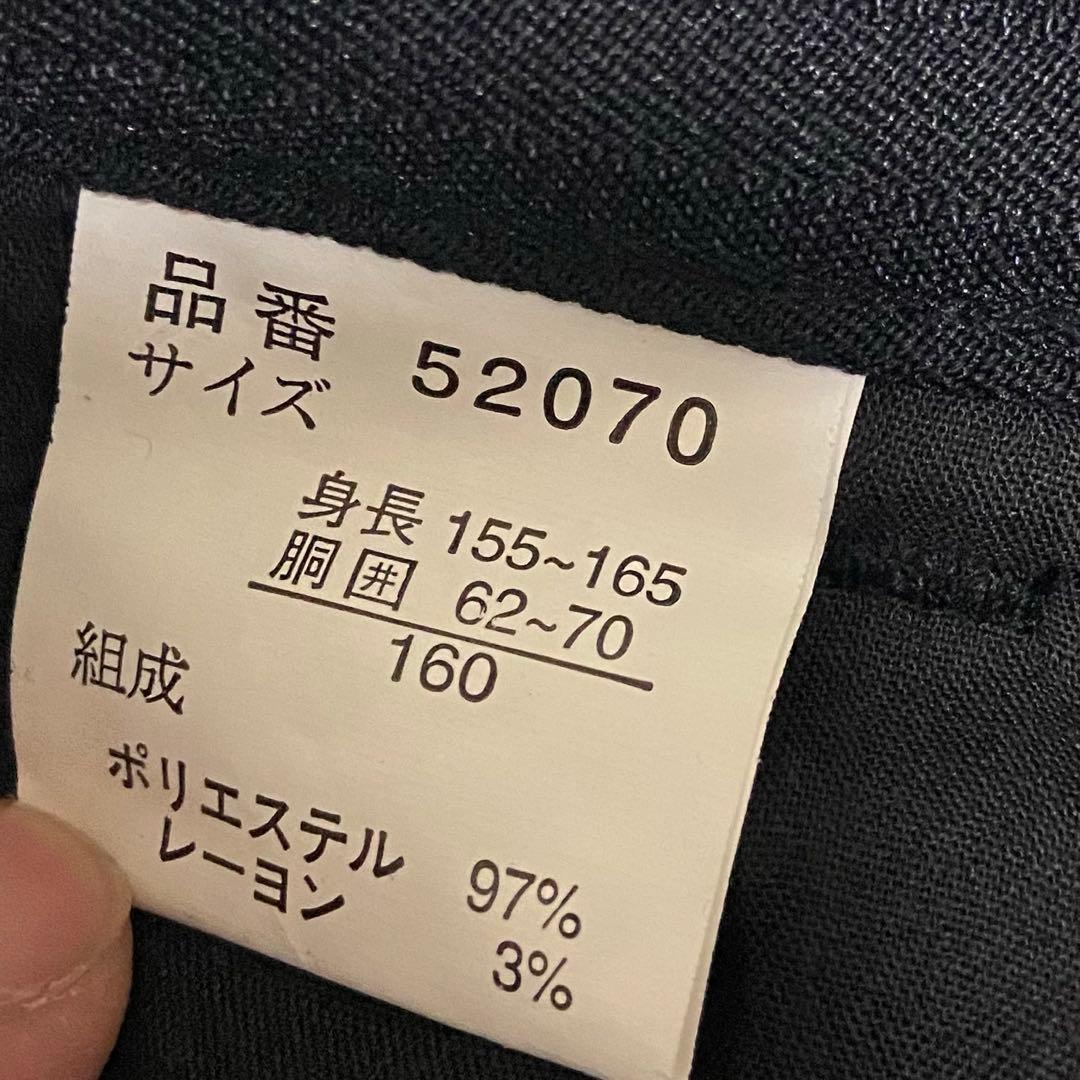 品番 52070
サイズ
身長 155~165
胴囲 62~70
160
組成
ポリエステル 97%
レーヨン 3%